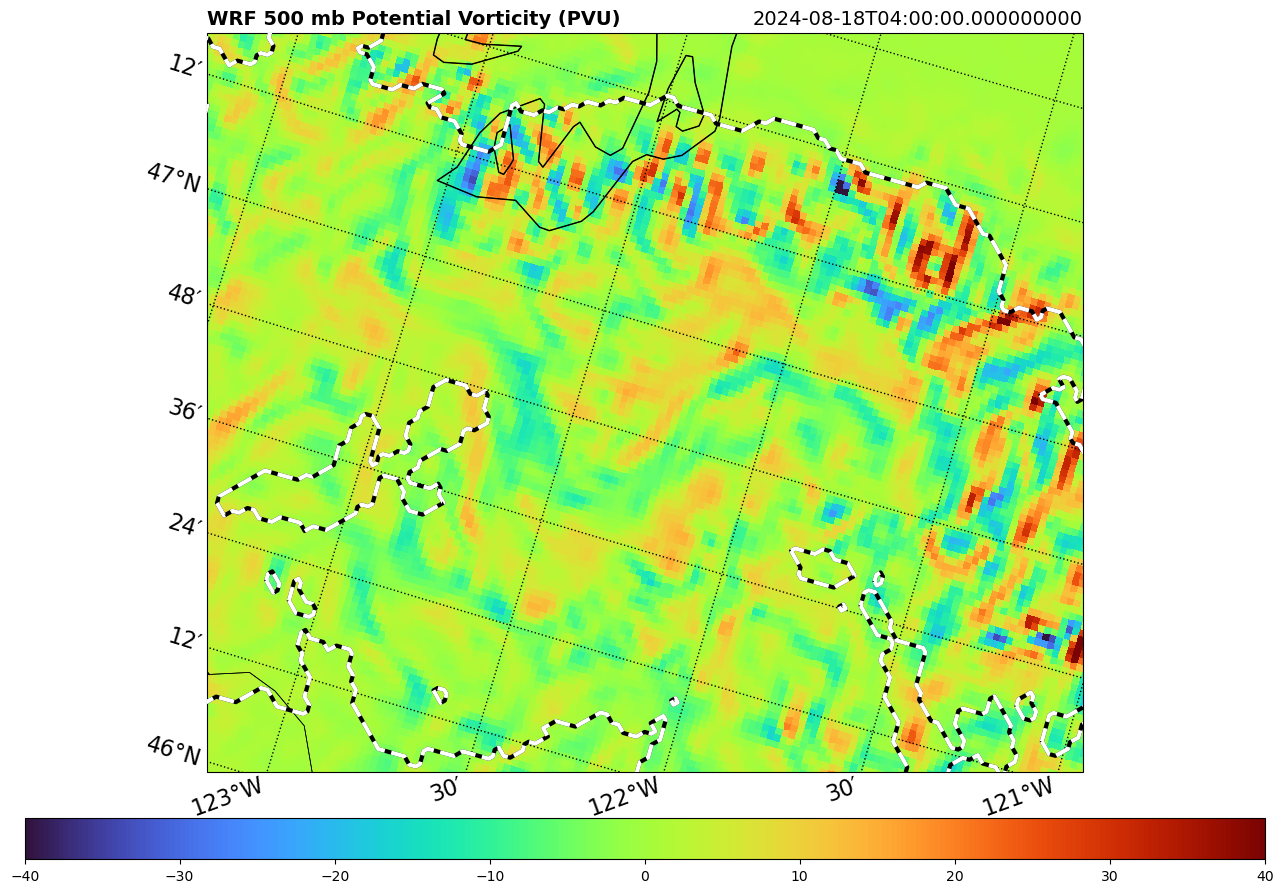 WRF 500 mb Potential Vorticity (PVU) 2024-08-18T04:00:00.000000000
12′
47°N
48′
36′
24′
12′
46°N
123°W 30′ 122°W 30′ 121°W
−40 −30 −20 −10 0 10 20 30 40